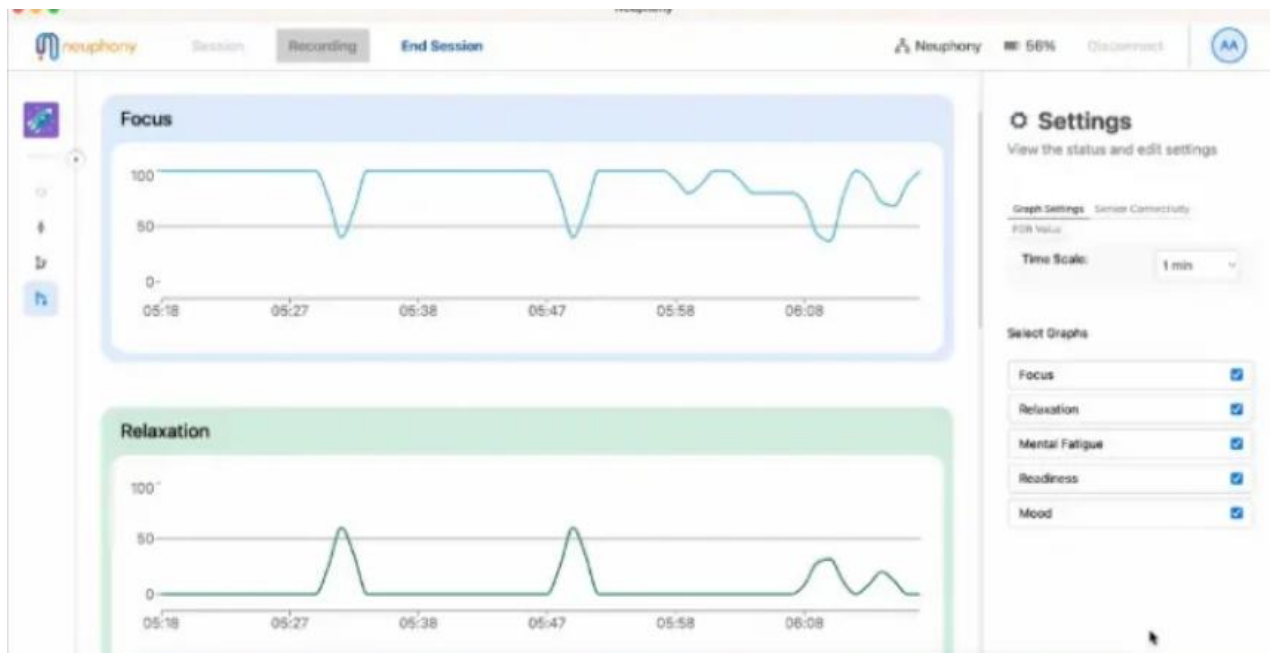 Neuphony
neuphony Session Recording End Session Neuphony 56% Disconnect AA
Focus
100
50
0
05:18 05:27 05:38 05:47 05:58 06:08
Relaxation
100
50
0
05:18 05:27 05:38 05:47 05:58 06:08
Settings
View the status and edit settings
Graph Settings Sensor Connectivity
Value
Time Scale: 1 min
Select Graphs
Focus
Relaxation
Mental Fatigue
Readiness
Mood